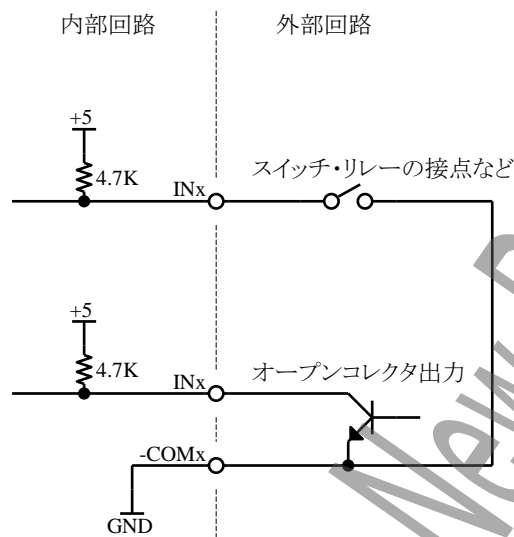 内部回路
外部回路
+5
4.7K
INx
スイッチ・リレーの接点など
+5
4.7K
INx
オープンコレクタ出力
-COMx
GND
New